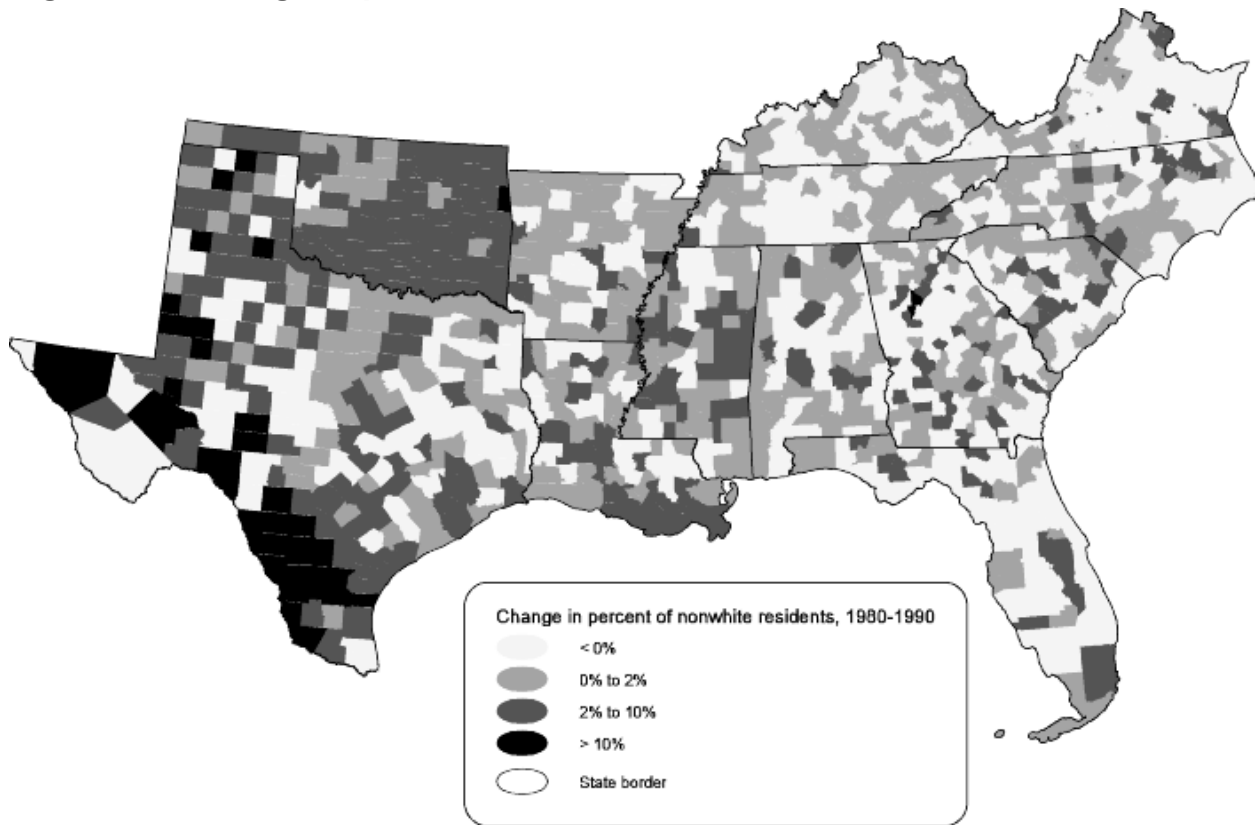 Change in percent of nonwhite residents, 1980-1990
< 0%
0% to 2%
2% to 10%
> 10%
State border